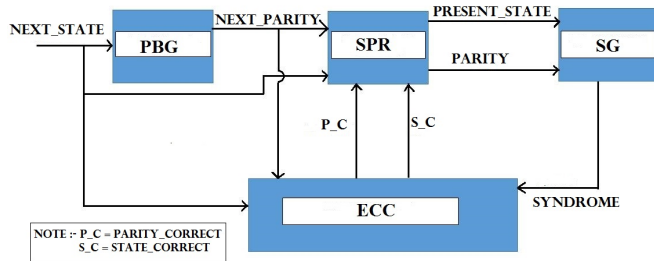 NEXT_STATE
PBG
NEXT_PARITY
SPR
PRESENT_STATE
SG
PARITY
P_C
S_C
ECC
SYNDROME
NOTE :- P_C = PARITY_CORRECT
S_C = STATE_CORRECT